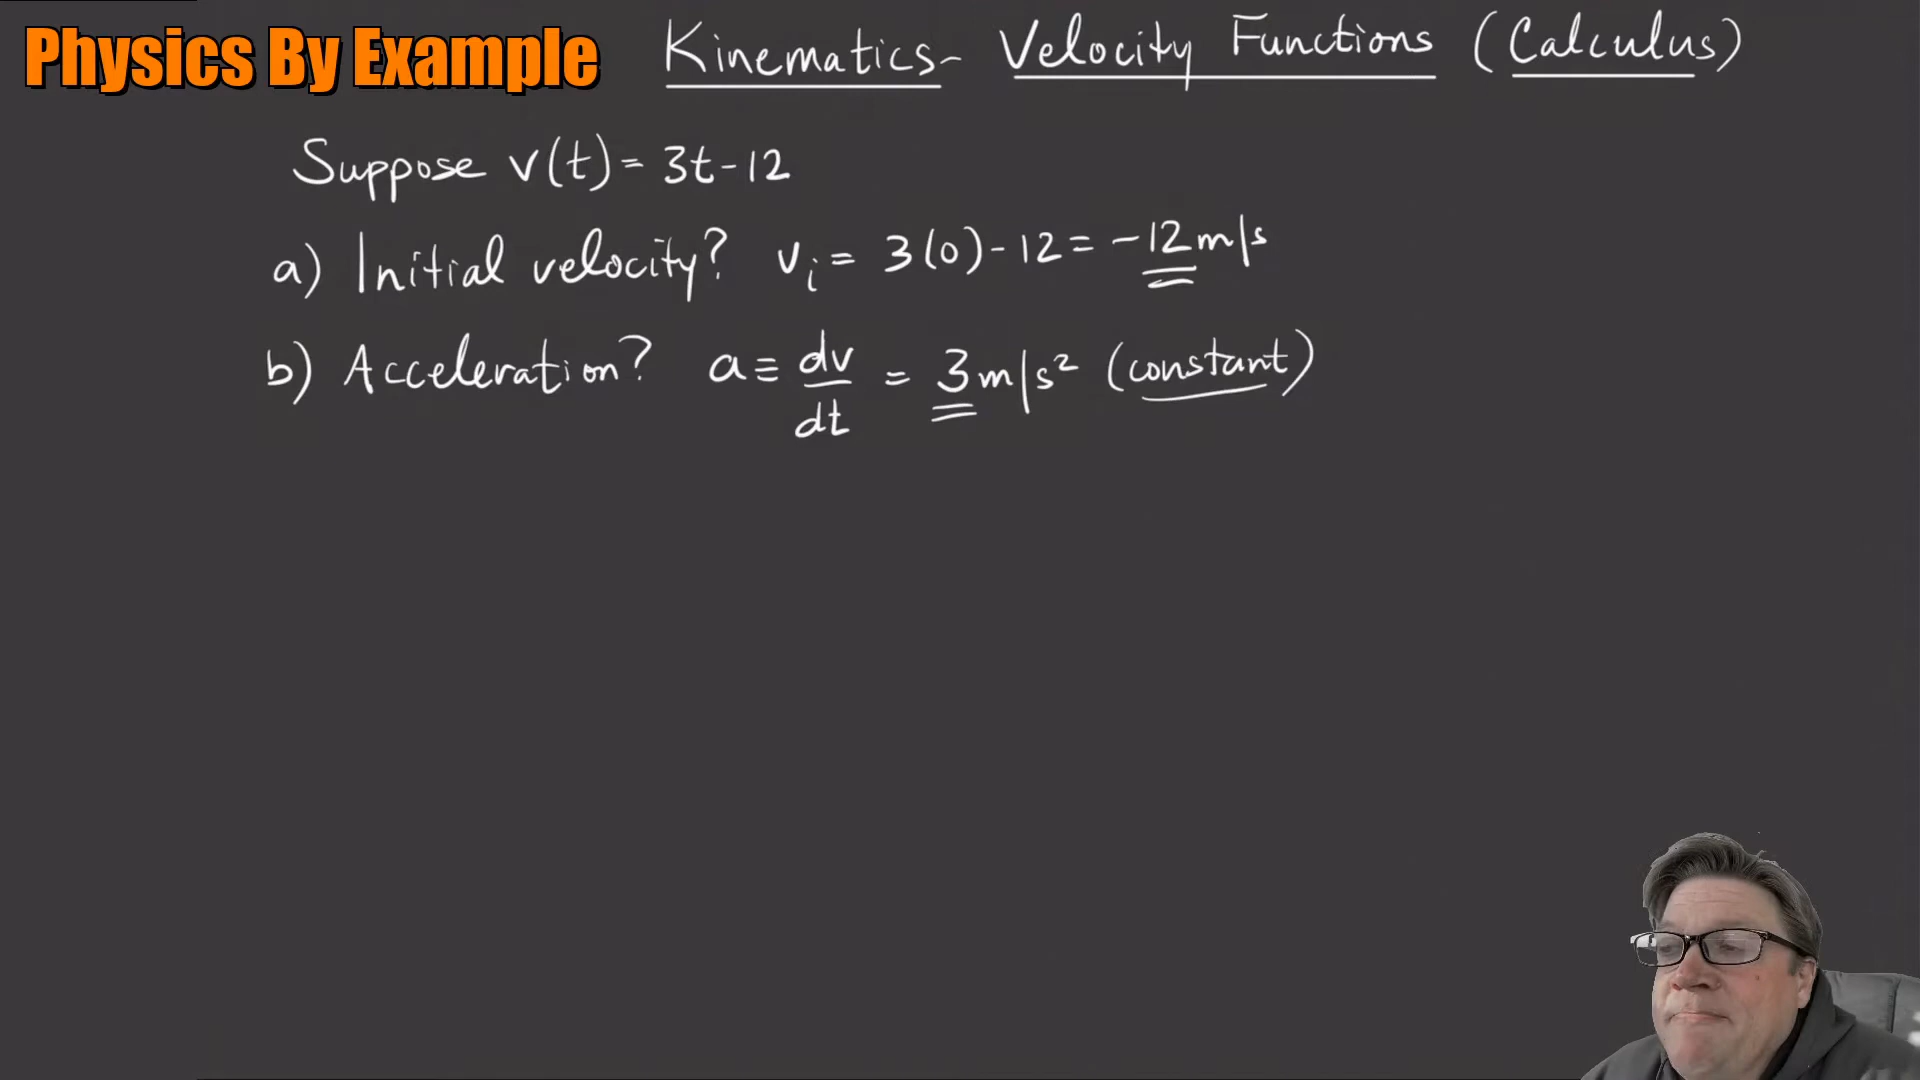 Physics By Example
Kinematics- Velocity Functions (Calculus)
Suppose v(t) = 3t-12
a) Initial velocity? vᵢ = 3(0)-12 = -12 m/s
b) Acceleration? a ≡ dv/dt = 3 m/s² (constant)